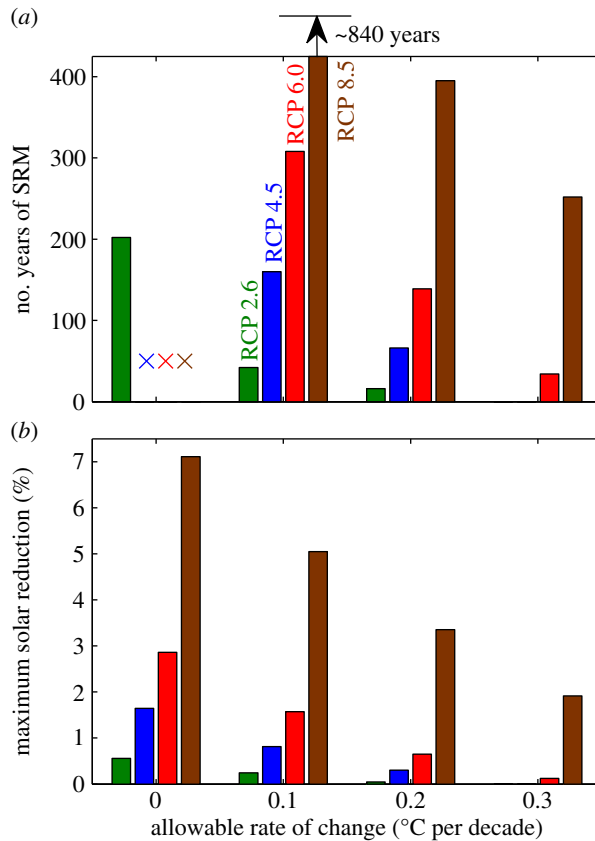 (a)
~840 years
no. years of SRM
400
300
200
100
0
RCP 2.6
RCP 4.5
RCP 6.0
RCP 8.5
(b)
maximum solar reduction (%)
7
6
5
4
3
2
1
0
0 0.1 0.2 0.3
allowable rate of change (°C per decade)